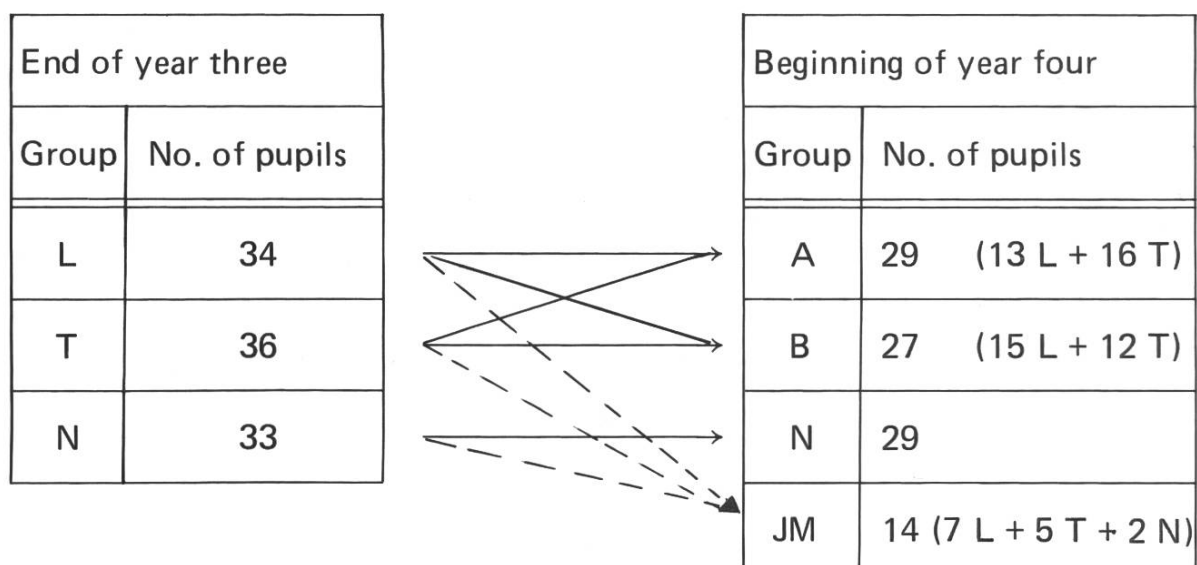 End of year three
Group No. of pupils
L 34
T 36
N 33
Beginning of year four
Group No. of pupils
A 29 (13 L + 16 T)
B 27 (15 L + 12 T)
N 29
JM 14 (7 L + 5 T + 2 N)